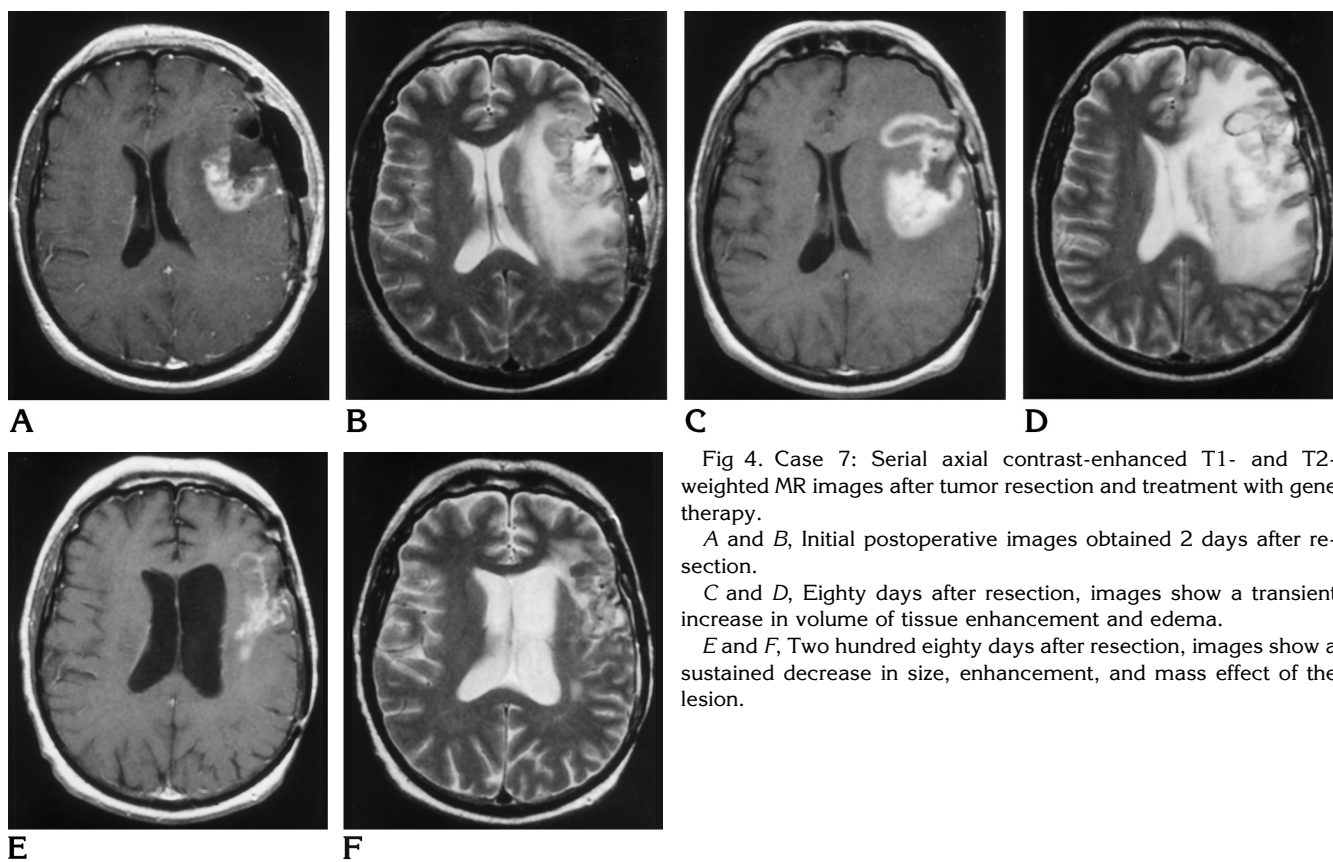 A
B
C
D
E
F
Fig 4. Case 7: Serial axial contrast-enhanced T1- and T2-
weighted MR images after tumor resection and treatment with gene
therapy.
A and B, Initial postoperative images obtained 2 days after re-
section.
C and D, Eighty days after resection, images show a transient
increase in volume of tissue enhancement and edema.
E and F, Two hundred eighty days after resection, images show a
sustained decrease in size, enhancement, and mass effect of the
lesion.